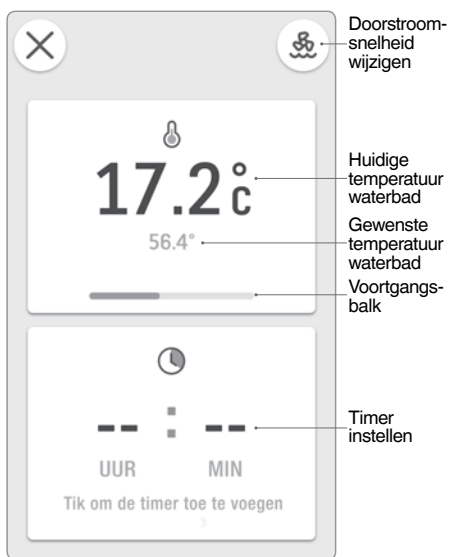 Doorstroom-
snelheid
wijzigen
17.2°C
Huidige
temperatuur
waterbad
56.4°
Gewenste
temperatuur
waterbad
Voortgangs-
balk
-- : --
Timer
instellen
UUR MIN
Tik om de timer toe te voegen